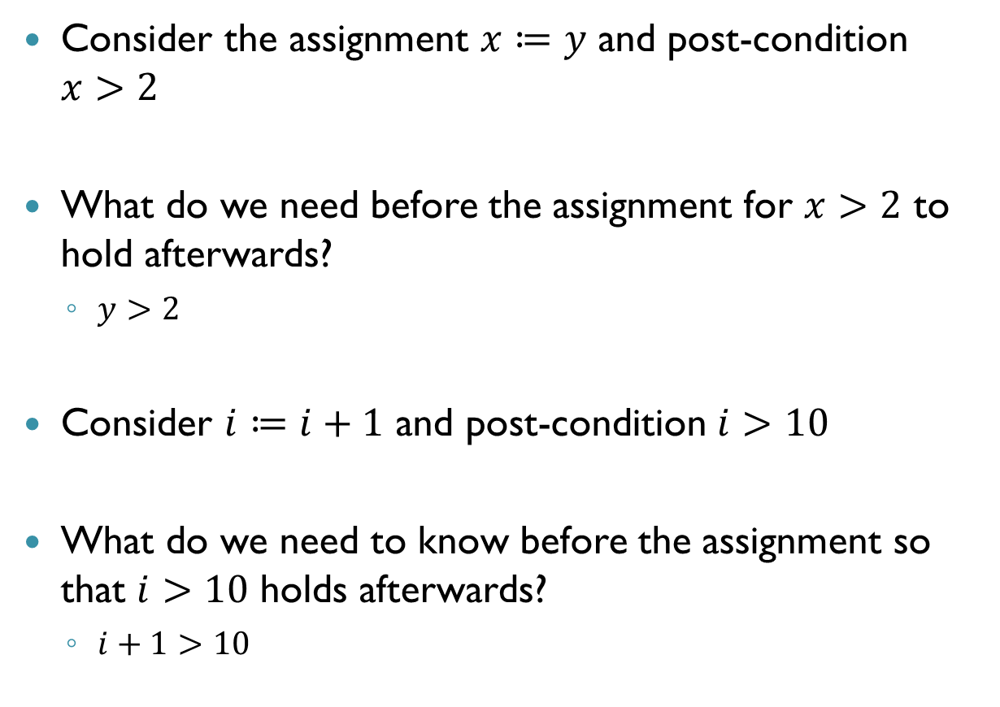 • Consider the assignment x := y and post-condition
x > 2
• What do we need before the assignment for x > 2 to
hold afterwards?
◦ y > 2
• Consider i := i + 1 and post-condition i > 10
• What do we need to know before the assignment so
that i > 10 holds afterwards?
◦ i + 1 > 10